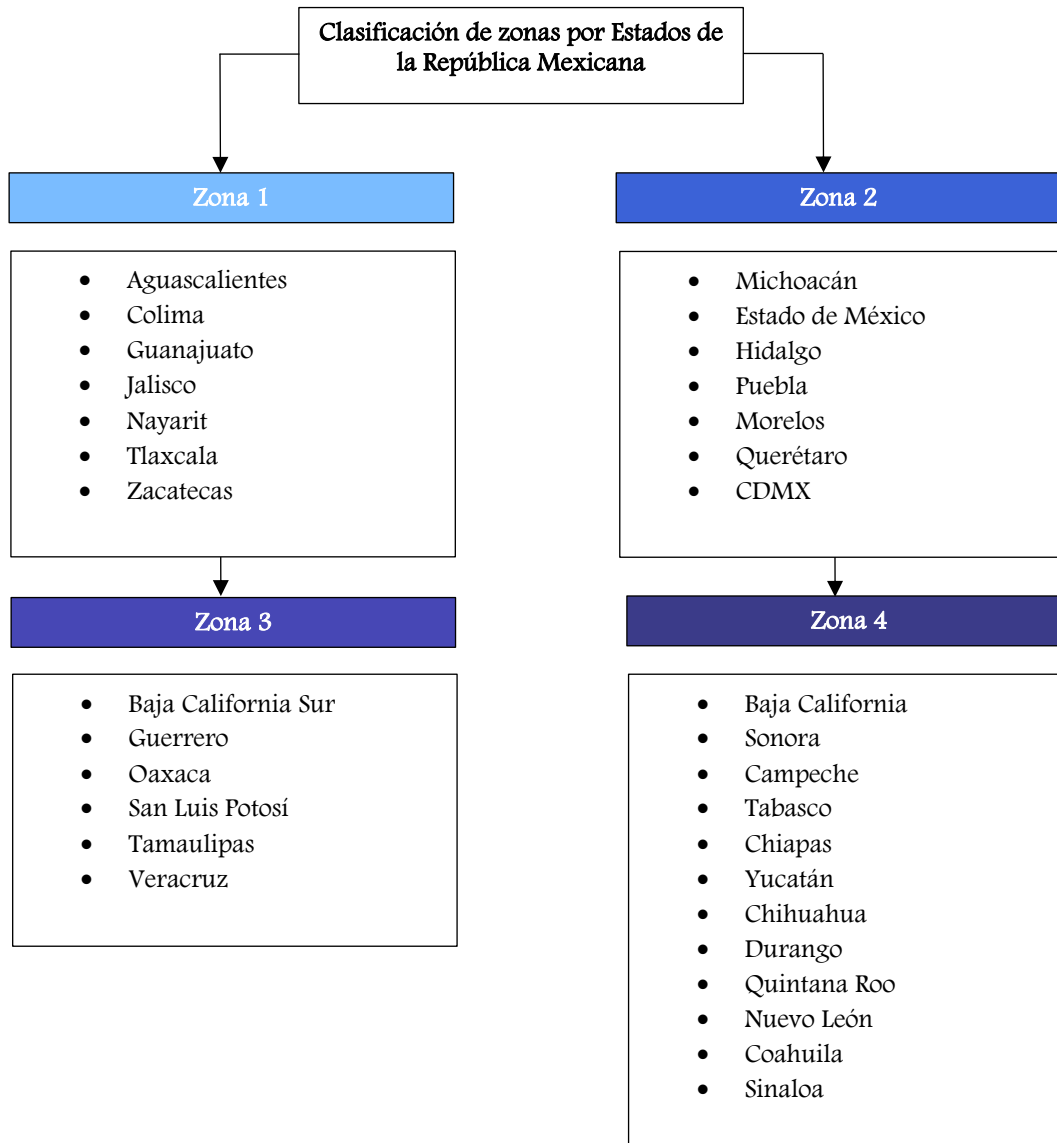 Clasificación de zonas por Estados de
la República Mexicana
Zona 1
• Aguascalientes
• Colima
• Guanajuato
• Jalisco
• Nayarit
• Tlaxcala
• Zacatecas
Zona 2
• Michoacán
• Estado de México
• Hidalgo
• Puebla
• Morelos
• Querétaro
• CDMX
Zona 3
• Baja California Sur
• Guerrero
• Oaxaca
• San Luis Potosí
• Tamaulipas
• Veracruz
Zona 4
• Baja California
• Sonora
• Campeche
• Tabasco
• Chiapas
• Yucatán
• Chihuahua
• Durango
• Quintana Roo
• Nuevo León
• Coahuila
• Sinaloa